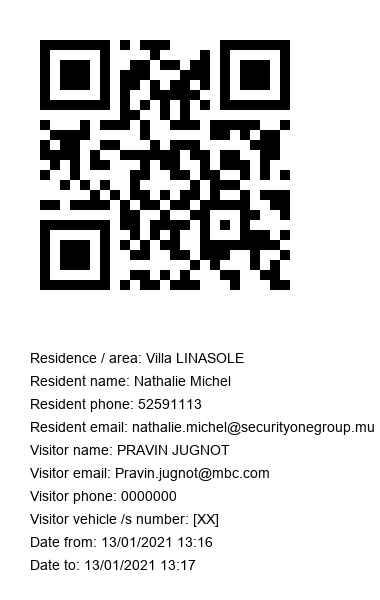 Residence / area: Villa LINASOLE
Resident name: Nathalie Michel
Resident phone: 52591113
Resident email: nathalie.michel@securityonegroup.mu
Visitor name: PRAVIN JUGNOT
Visitor email: Pravin.jugnot@mbc.com
Visitor phone: 0000000
Visitor vehicle /s number: [XX]
Date from: 13/01/2021 13:16
Date to: 13/01/2021 13:17